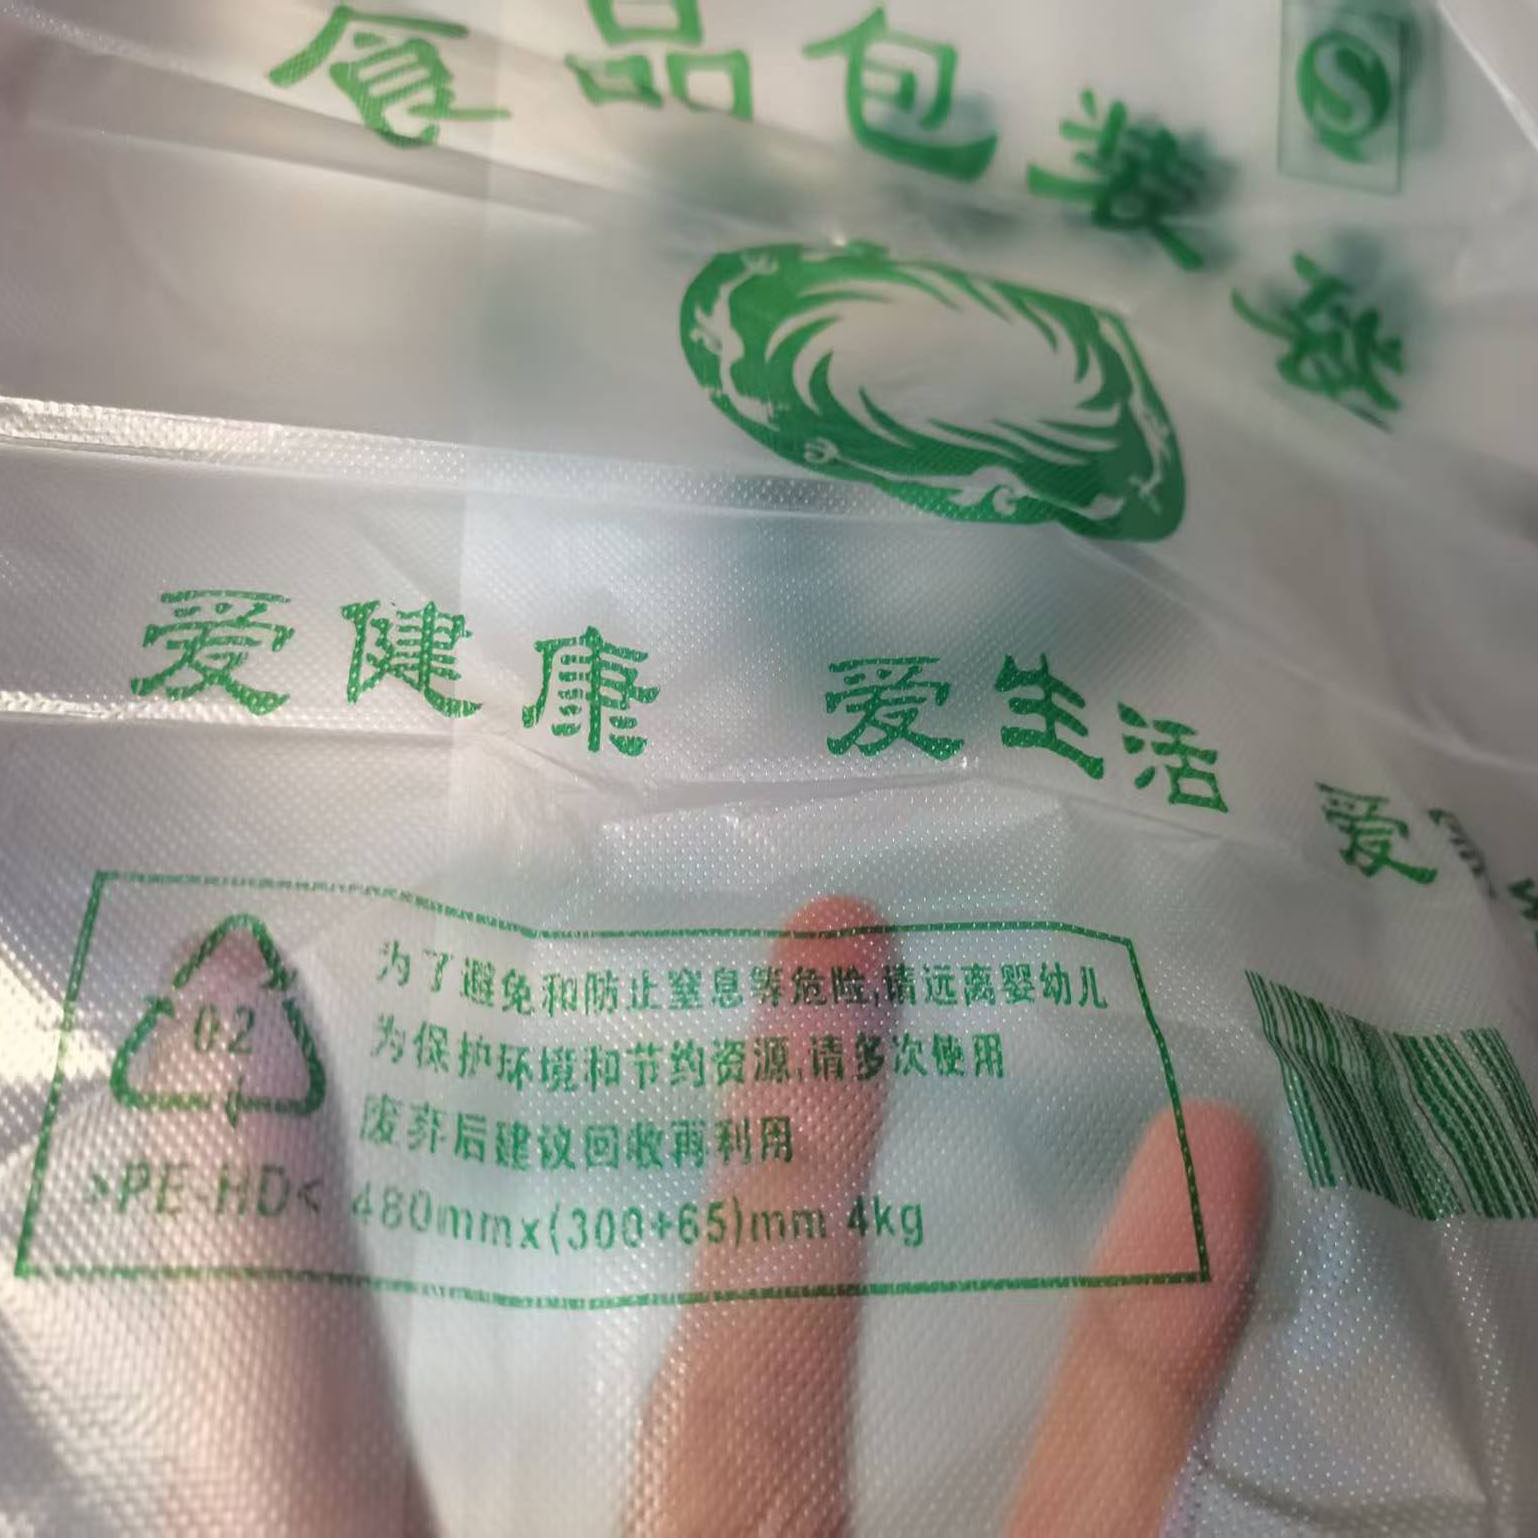 食品包装袋
爱健康 爱生活 爱
02
>PE-HD<
为了避免和防止窒息等危险,请远离婴幼儿
为保护环境和节约资源,请多次使用
废弃后建议回收再利用
480mmx(300+65)mm 4kg